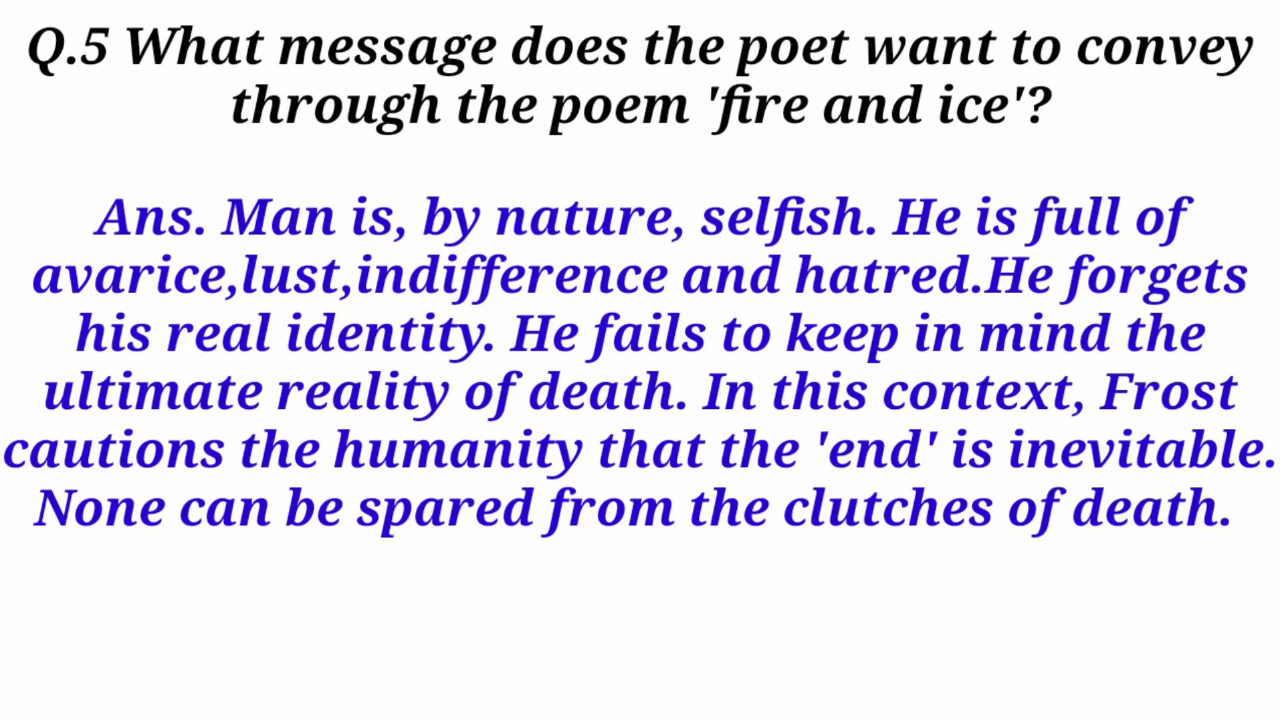 Q.5 What message does the poet want to convey
through the poem 'fire and ice'?
Ans. Man is, by nature, selfish. He is full of
avarice,lust,indifference and hatred.He forgets
his real identity. He fails to keep in mind the
ultimate reality of death. In this context, Frost
cautions the humanity that the 'end' is inevitable.
None can be spared from the clutches of death.